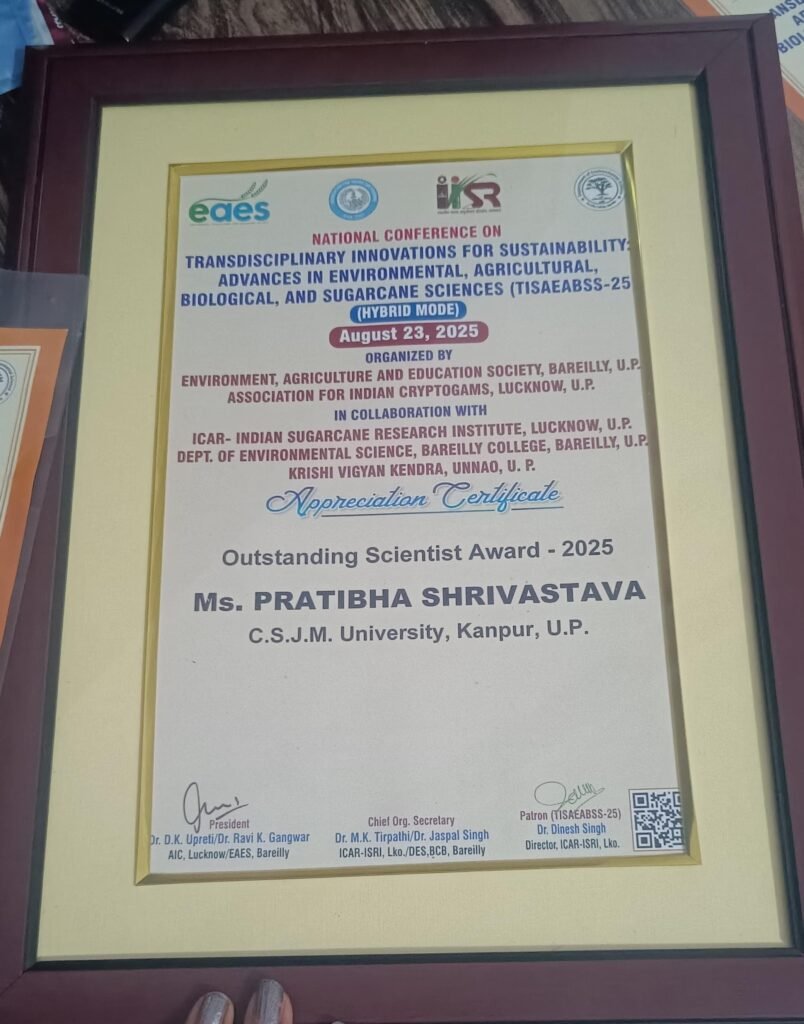 eaes
IISR
NATIONAL CONFERENCE ON
TRANSDISCIPLINARY INNOVATIONS FOR SUSTAINABILITY:
ADVANCES IN ENVIRONMENTAL, AGRICULTURAL,
BIOLOGICAL, AND SUGARCANE SCIENCES (TISAEABSS-25
(HYBRID MODE)
August 23, 2025
ORGANIZED BY
ENVIRONMENT, AGRICULTURE AND EDUCATION SOCIETY, BAREILLY, U.P.
ASSOCIATION FOR INDIAN CRYPTOGAMS, LUCKNOW, U.P.
IN COLLABORATION WITH
ICAR- INDIAN SUGARCANE RESEARCH INSTITUTE, LUCKNOW, U.P.
DEPT. OF ENVIRONMENTAL SCIENCE, BAREILLY COLLEGE, BAREILLY, U.P.
KRISHI VIGYAN KENDRA, UNNAO, U. P.
Appreciation Certificate
Outstanding Scientist Award - 2025
Ms. PRATIBHA SHRIVASTAVA
C.S.J.M. University, Kanpur, U.P.
President
Dr. D.K. Upreti/Dr. Ravi K. Gangwar
AIC, Lucknow/EAES, Bareilly
Chief Org. Secretary
Dr. M.K. Tirpathi/Dr. Jaspal Singh
ICAR-ISRI, Lko./DES,BCB, Bareilly
Patron (TISAEABSS-25)
Dr. Dinesh Singh
Director, ICAR-ISRI, Lko.